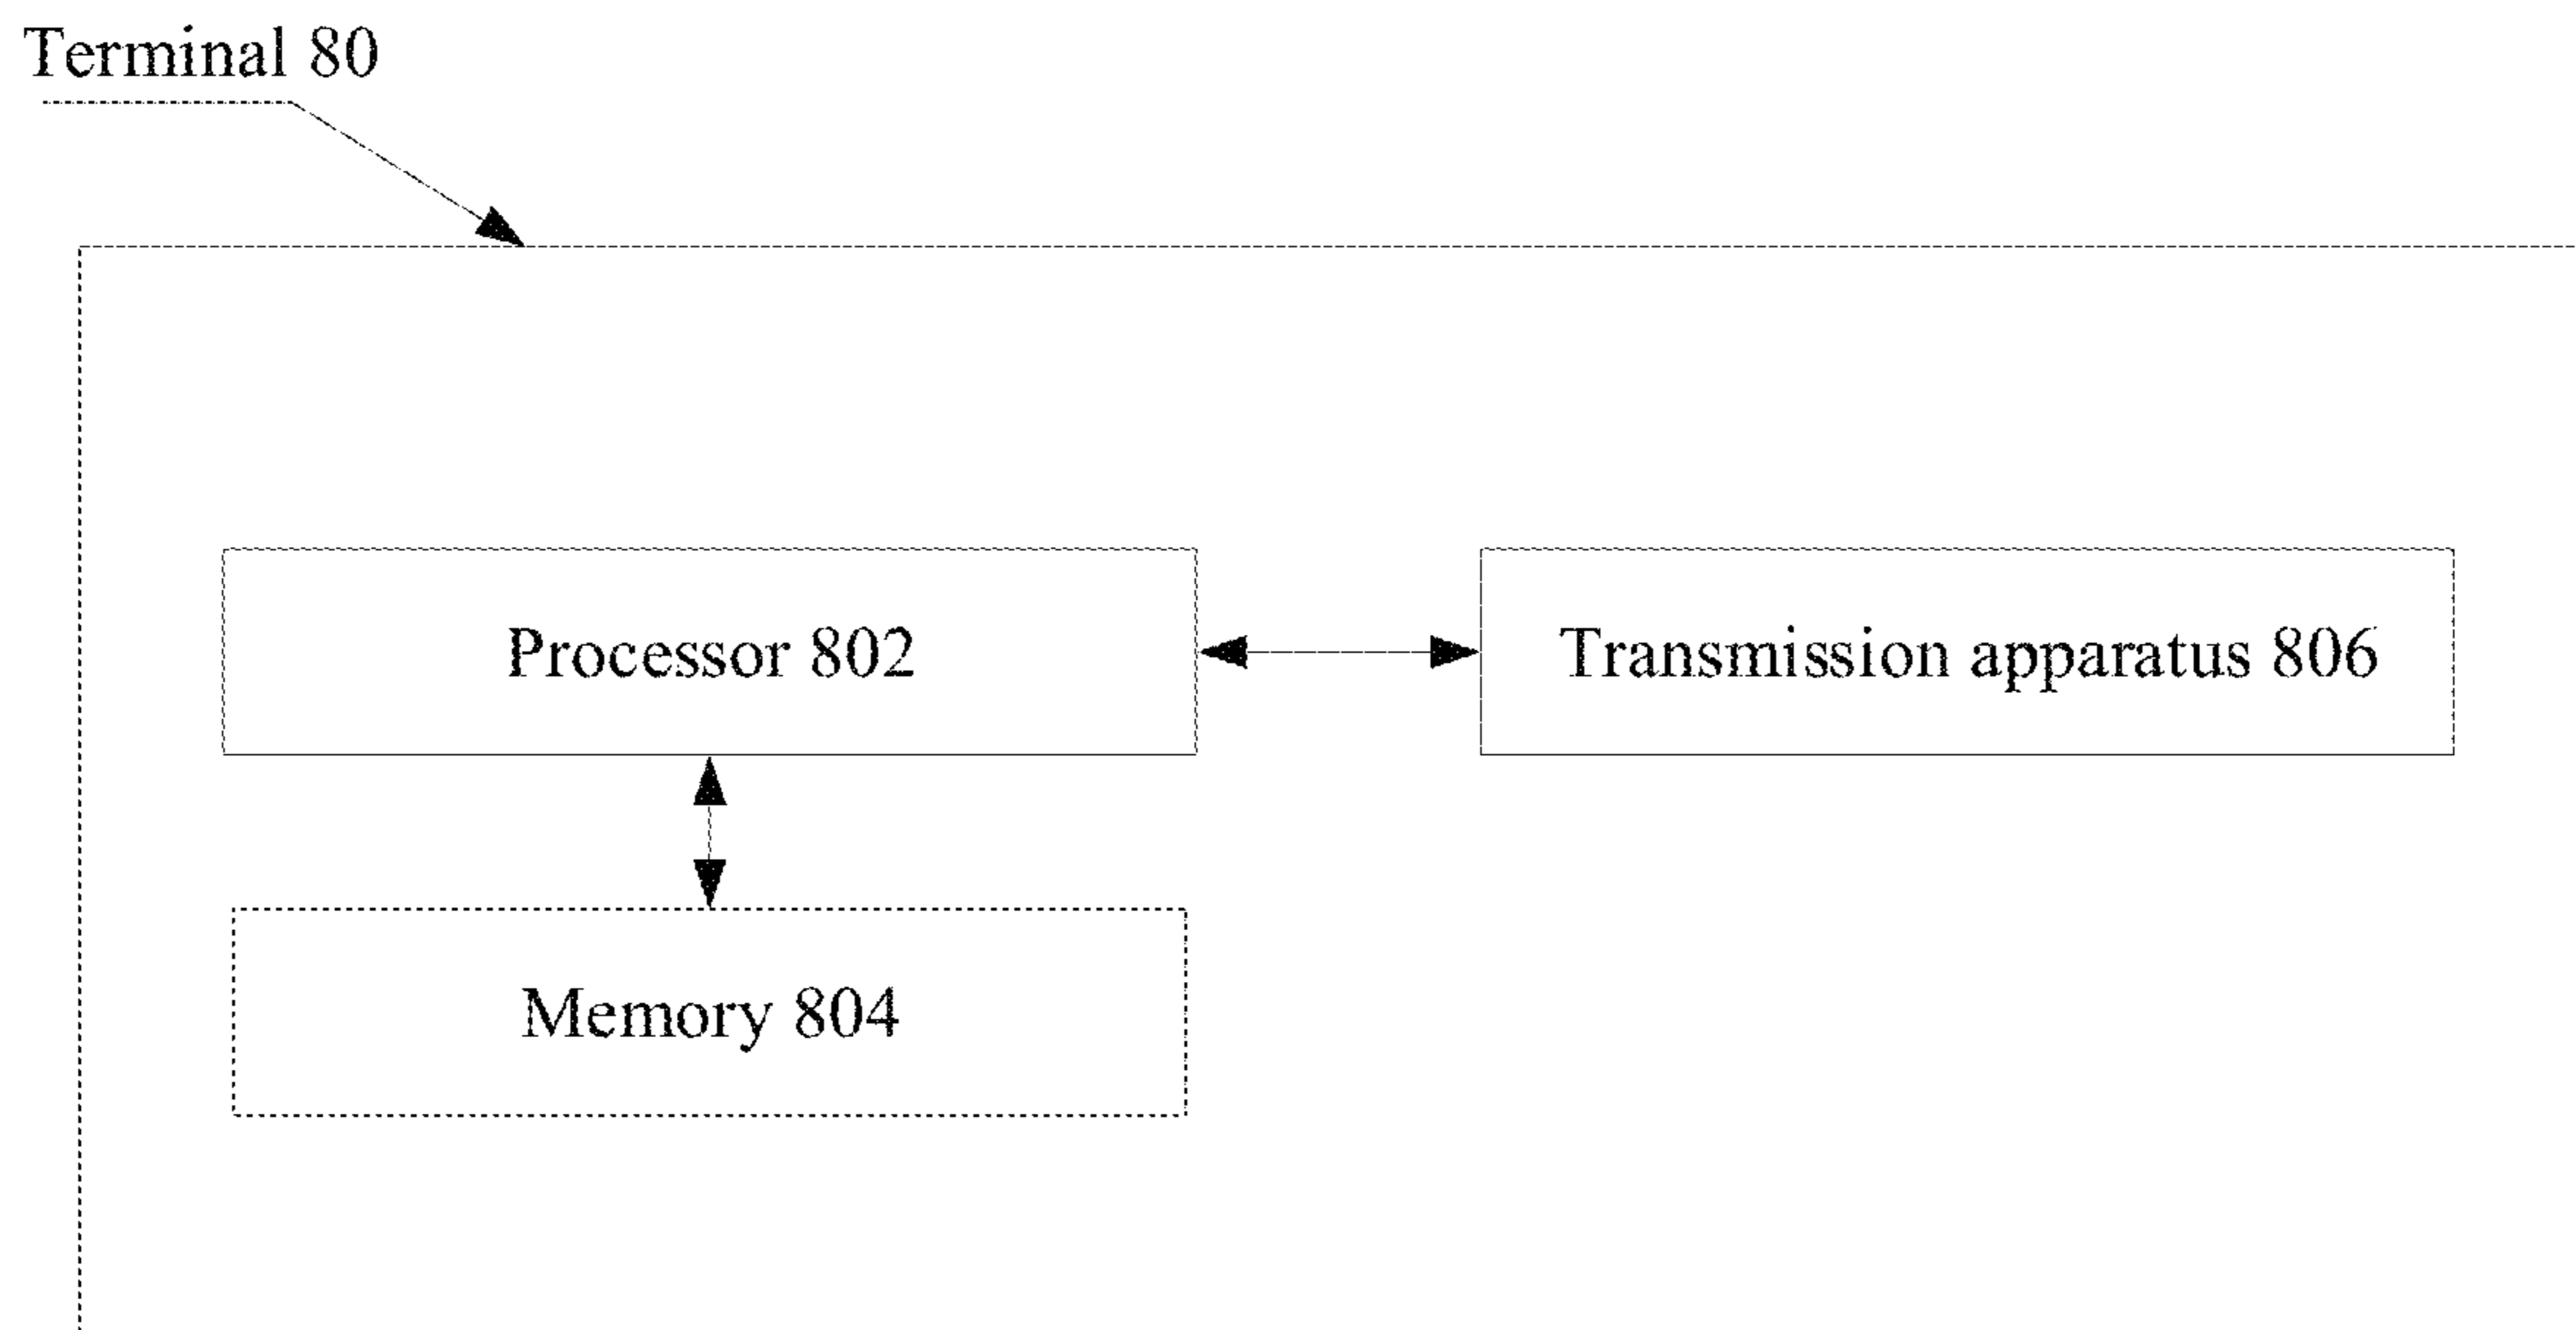 Terminal 80
Processor 802
Transmission apparatus 806
Memory 804